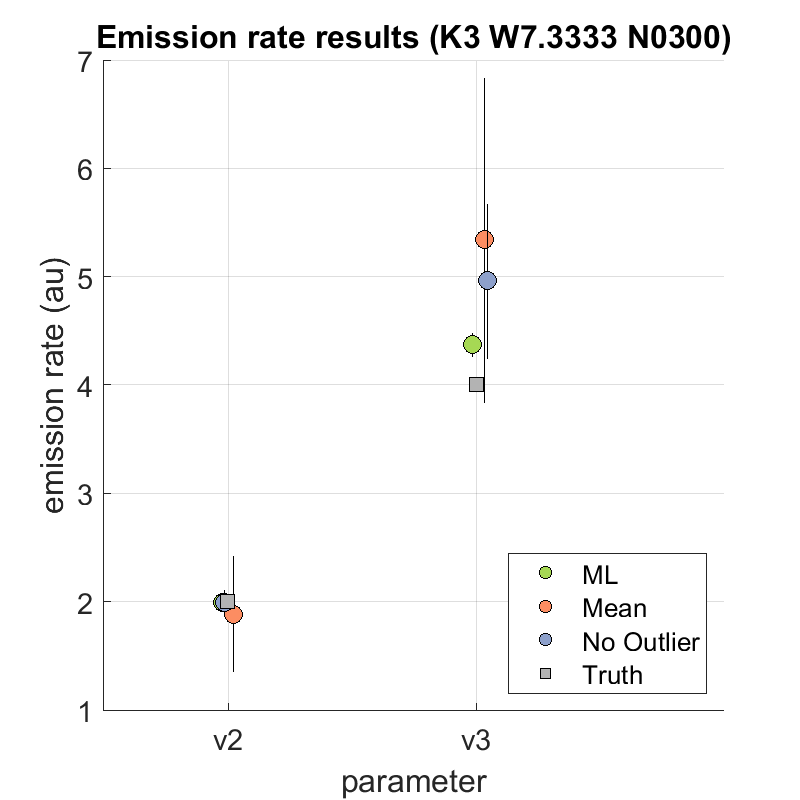 Emission rate results (K3 W7.3333 N0300)
7
6
5
4
3
2
1
emission rate (au)
v2
v3
parameter
ML
Mean
No Outlier
Truth